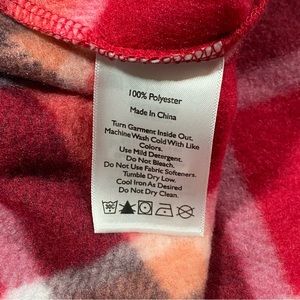 100% Polyester
Made In China
Turn Garment Inside Out,
Machine Wash Cold With Like
Colors.
Use Mild Detergent.
Do Not Bleach.
Do Not Use Fabric Softeners.
Tumble Dry Low.
Cool Iron As Desired
Do Not Dry Clean.